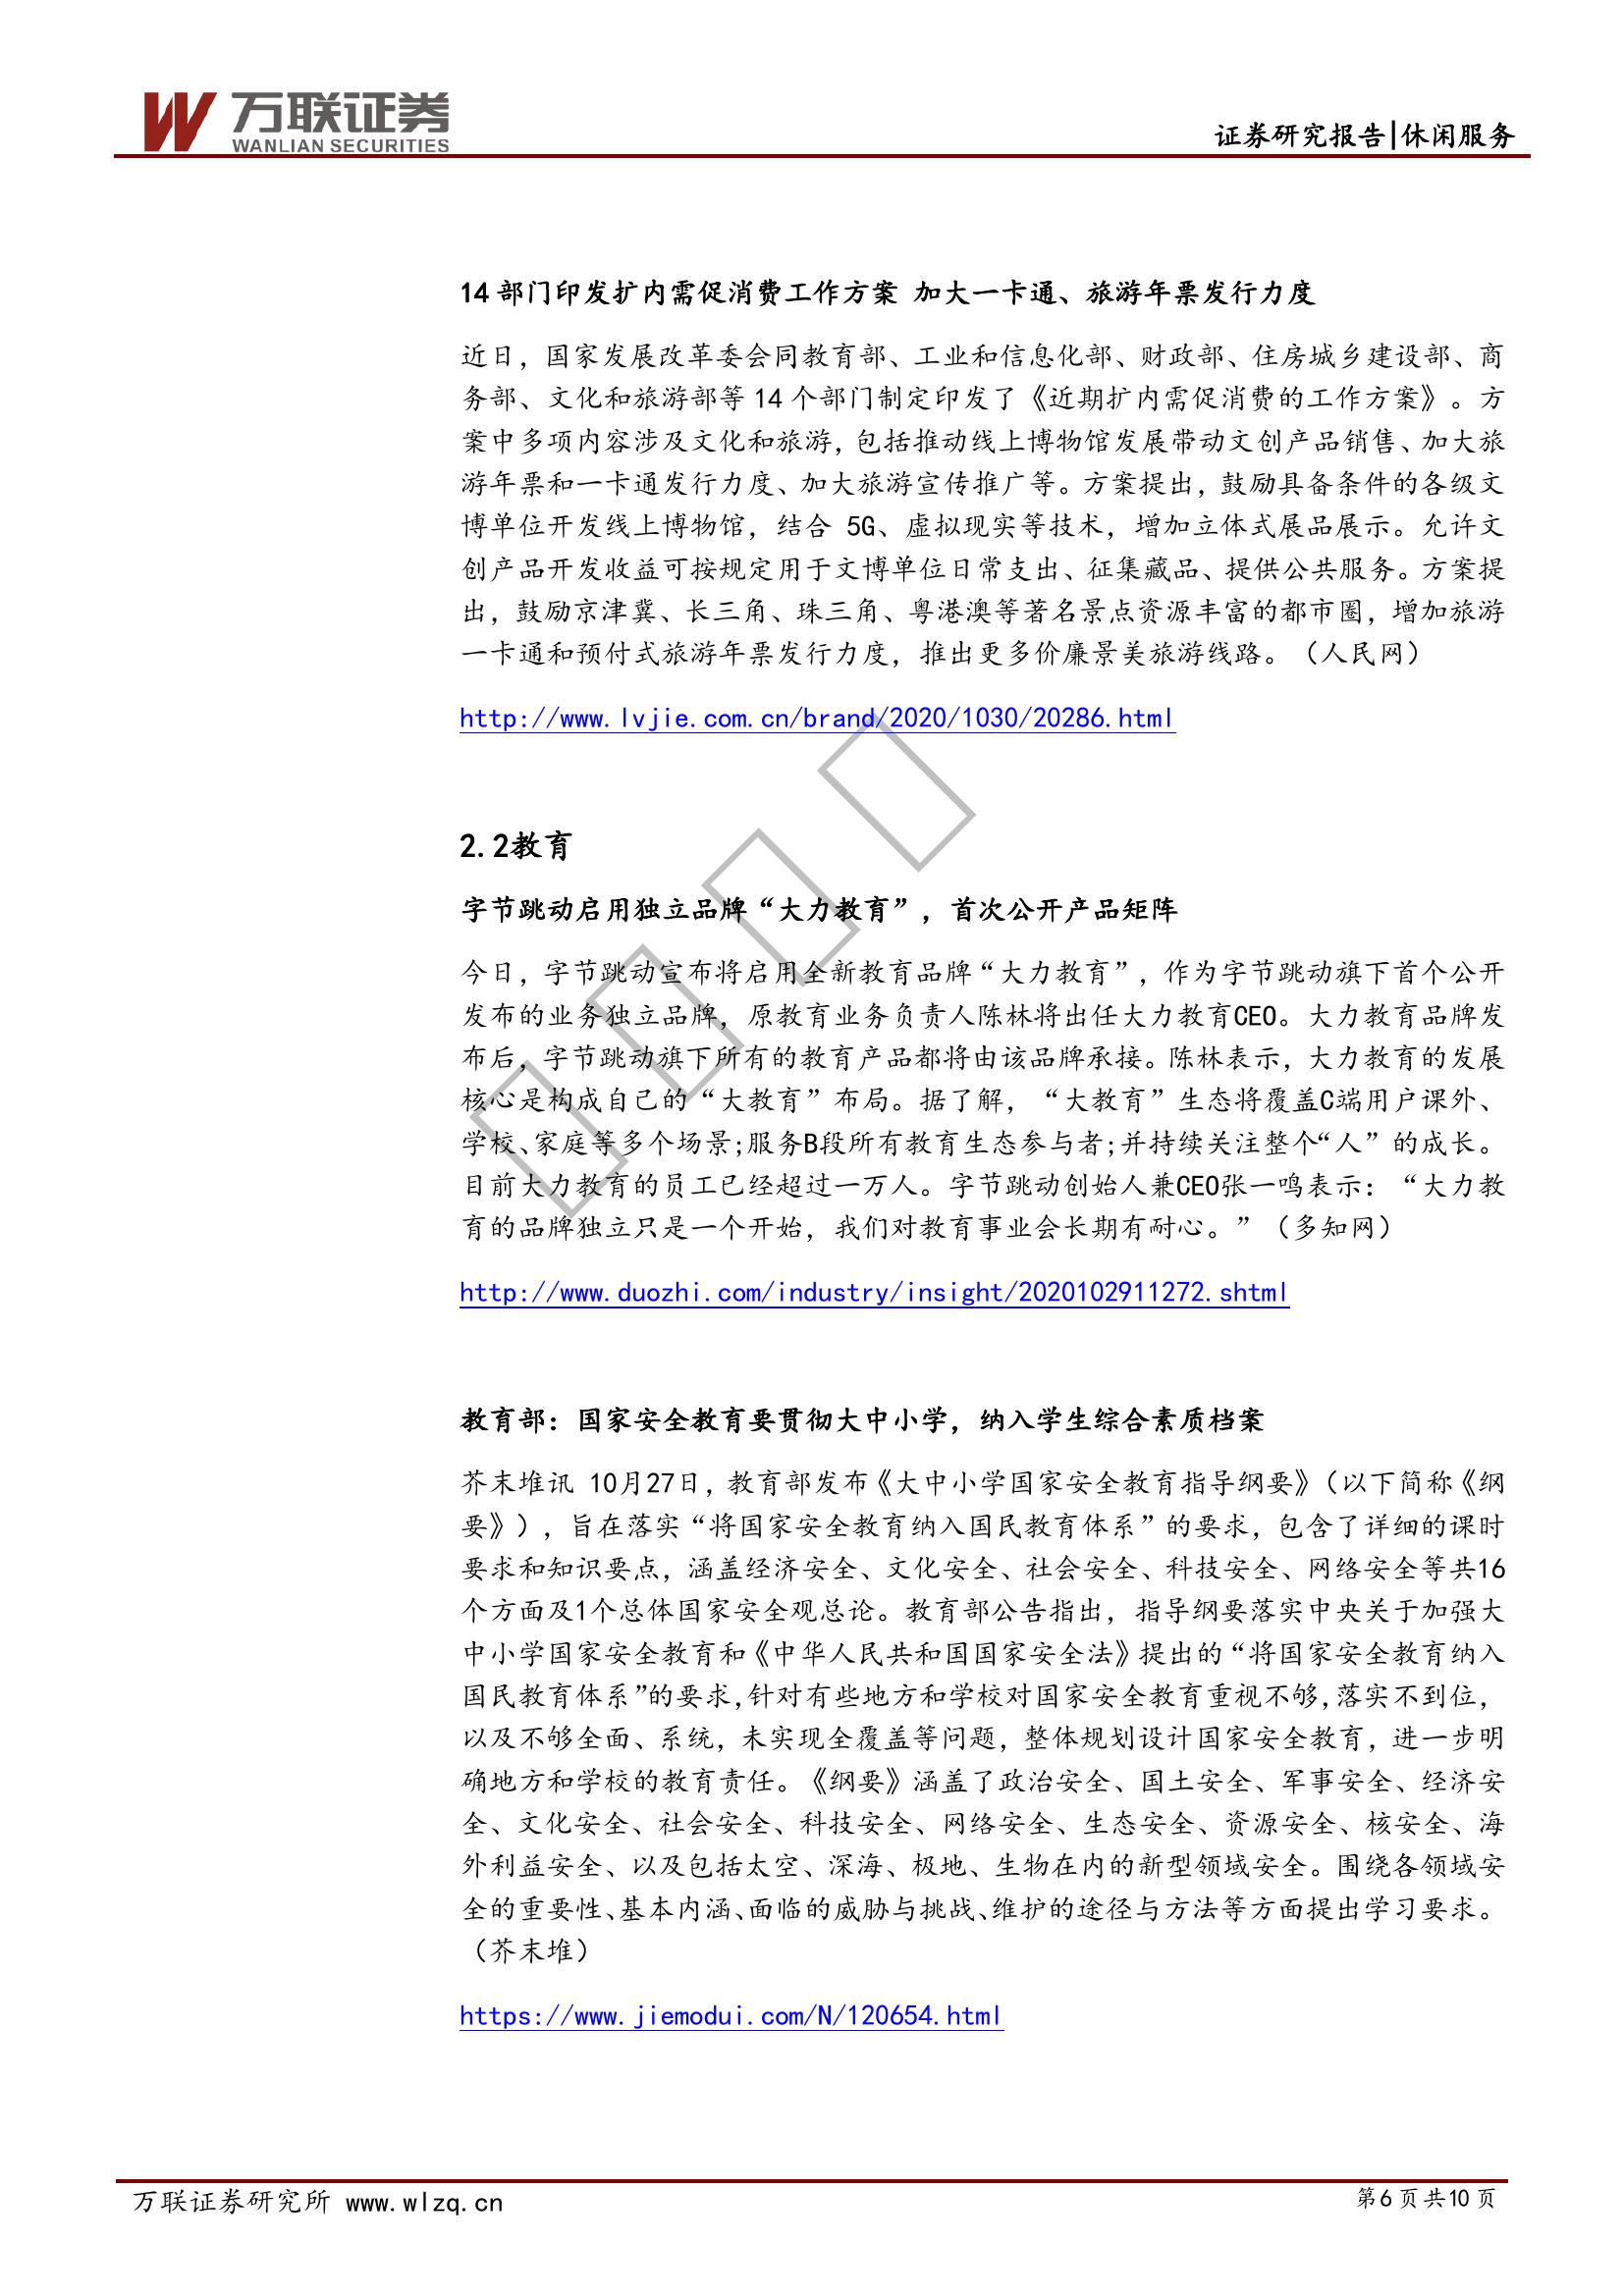 万联证券
WANLIAN SECURITIES
证券研究报告|休闲服务
14 部门印发扩内需促消费工作方案 加大一卡通、旅游年票发行力度
近日，国家发展改革委会同教育部、工业和信息化部、财政部、住房城乡建设部、商
务部、文化和旅游部等 14 个部门制定印发了《近期扩内需促消费的工作方案》。方
案中多项内容涉及文化和旅游，包括推动线上博物馆发展带动文创产品销售、加大旅
游年票和一卡通发行力度、加大旅游宣传推广等。方案提出，鼓励具备条件的各级文
博单位开发线上博物馆，结合 5G、虚拟现实等技术，增加立体式展品展示。允许文
创产品开发收益可按规定用于文博单位日常支出、征集藏品、提供公共服务。方案提
出，鼓励京津冀、长三角、珠三角、粤港澳等著名景点资源丰富的都市圈，增加旅游
一卡通和预付式旅游年票发行力度，推出更多价廉景美旅游线路。（人民网）
http://www.lvjie.com.cn/brand/2020/1030/20286.html
2.2教育
字节跳动启用独立品牌“大力教育”，首次公开产品矩阵
今日，字节跳动宣布将启用全新教育品牌“大力教育”，作为字节跳动旗下首个公开
发布的业务独立品牌，原教育业务负责人陈林将出任大力教育CEO。大力教育品牌发
布后，字节跳动旗下所有的教育产品都将由该品牌承接。陈林表示，大力教育的发展
核心是构成自己的“大教育”布局。据了解，“大教育”生态将覆盖C端用户课外、
学校、家庭等多个场景;服务B段所有教育生态参与者;并持续关注整个“人”的成长。
目前大力教育的员工已经超过一万人。字节跳动创始人兼CEO张一鸣表示：“大力教
育的品牌独立只是一个开始，我们对教育事业会长期有耐心。”（多知网）
http://www.duozhi.com/industry/insight/2020102911272.shtml
教育部：国家安全教育要贯彻大中小学，纳入学生综合素质档案
芥末堆讯 10月27日，教育部发布《大中小学国家安全教育指导纲要》（以下简称《纲
要》），旨在落实“将国家安全教育纳入国民教育体系”的要求，包含了详细的课时
要求和知识要点，涵盖经济安全、文化安全、社会安全、科技安全、网络安全等共16
个方面及1个总体国家安全观总论。教育部公告指出，指导纲要落实中央关于加强大
中小学国家安全教育和《中华人民共和国国家安全法》提出的“将国家安全教育纳入
国民教育体系”的要求，针对有些地方和学校对国家安全教育重视不够，落实不到位，
以及不够全面、系统，未实现全覆盖等问题，整体规划设计国家安全教育，进一步明
确地方和学校的教育责任。《纲要》涵盖了政治安全、国土安全、军事安全、经济安
全、文化安全、社会安全、科技安全、网络安全、生态安全、资源安全、核安全、海
外利益安全、以及包括太空、深海、极地、生物在内的新型领域安全。围绕各领域安
全的重要性、基本内涵、面临的威胁与挑战、维护的途径与方法等方面提出学习要求。
（芥末堆）
https://www.jiemodui.com/N/120654.html
万联证券研究所 www.wlzq.cn
第6页共10页